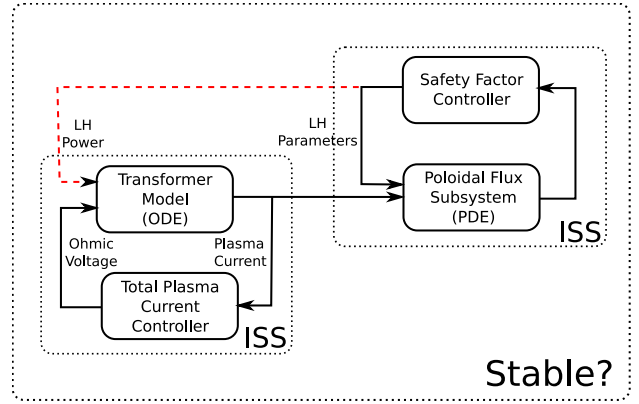 Safety Factor
Controller
LH
Power
LH
Parameters
Transformer
Model
(ODE)
Poloidal Flux
Subsystem
(PDE)
ISS
Ohmic
Voltage
Plasma
Current
Total Plasma
Current
Controller
ISS
Stable?